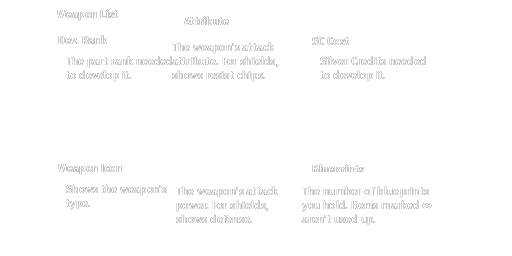 Weapon List
Attribute
Dev. Rank
The part rank needed
to develop it.
The weapon's attack
attribute. For shields,
shows resist chips.
SC Cost
Silver Credits needed
to develop it.
Weapon Icon
Shows the weapon's
type.
The weapon's attack
power. For shields,
shows defense.
Blueprints
The number of blueprints
you hold. Items marked ∞
aren't used up.